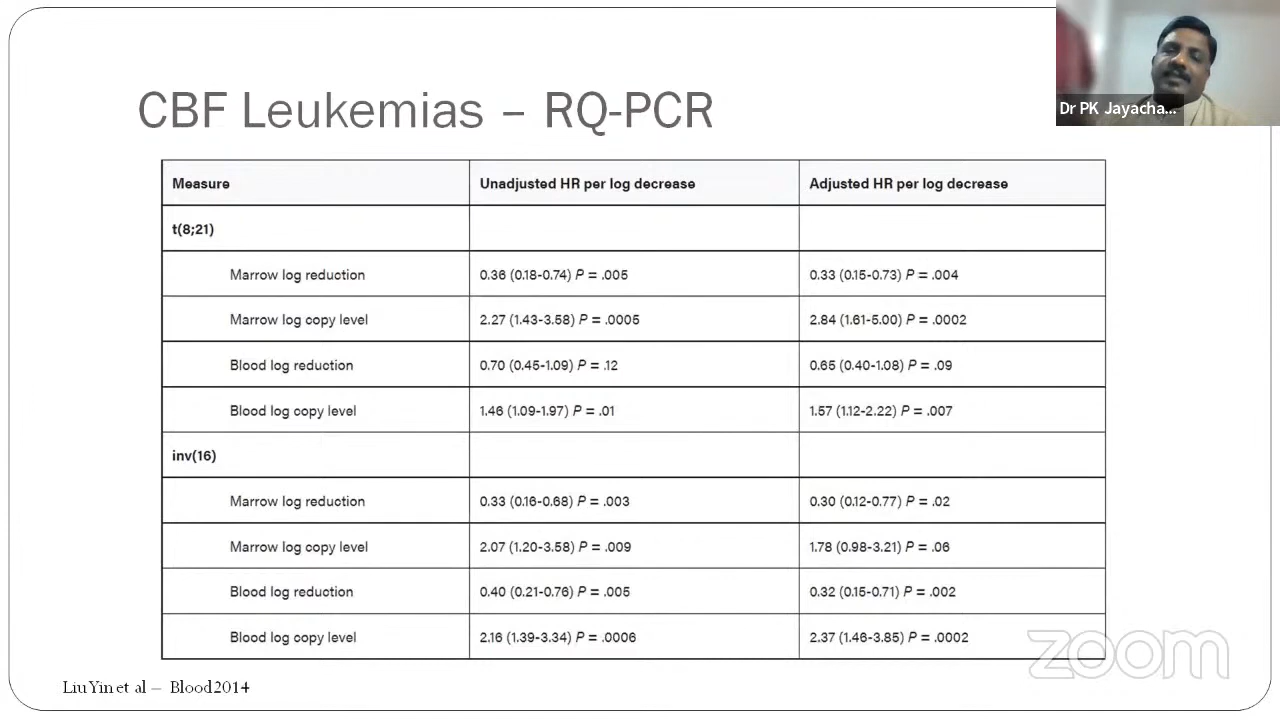 Dr PK Jayacha...
CBF Leukemias – RQ-PCR
Measure Unadjusted HR per log decrease Adjusted HR per log decrease
t(8;21)
Marrow log reduction 0.36 (0.18-0.74) P = .005 0.33 (0.15-0.73) P = .004
Marrow log copy level 2.27 (1.43-3.58) P = .0005 2.84 (1.61-5.00) P = .0002
Blood log reduction 0.70 (0.45-1.09) P = .12 0.65 (0.40-1.08) P = .09
Blood log copy level 1.46 (1.09-1.97) P = .01 1.57 (1.12-2.22) P = .007
inv(16)
Marrow log reduction 0.33 (0.16-0.68) P = .003 0.30 (0.12-0.77) P = .02
Marrow log copy level 2.07 (1.20-3.58) P = .009 1.78 (0.98-3.21) P = .06
Blood log reduction 0.40 (0.21-0.76) P = .005 0.32 (0.15-0.71) P = .002
Blood log copy level 2.16 (1.39-3.34) P = .0006 2.37 (1.46-3.85) P = .0002
zoom
Liu Yin et al – Blood 2014